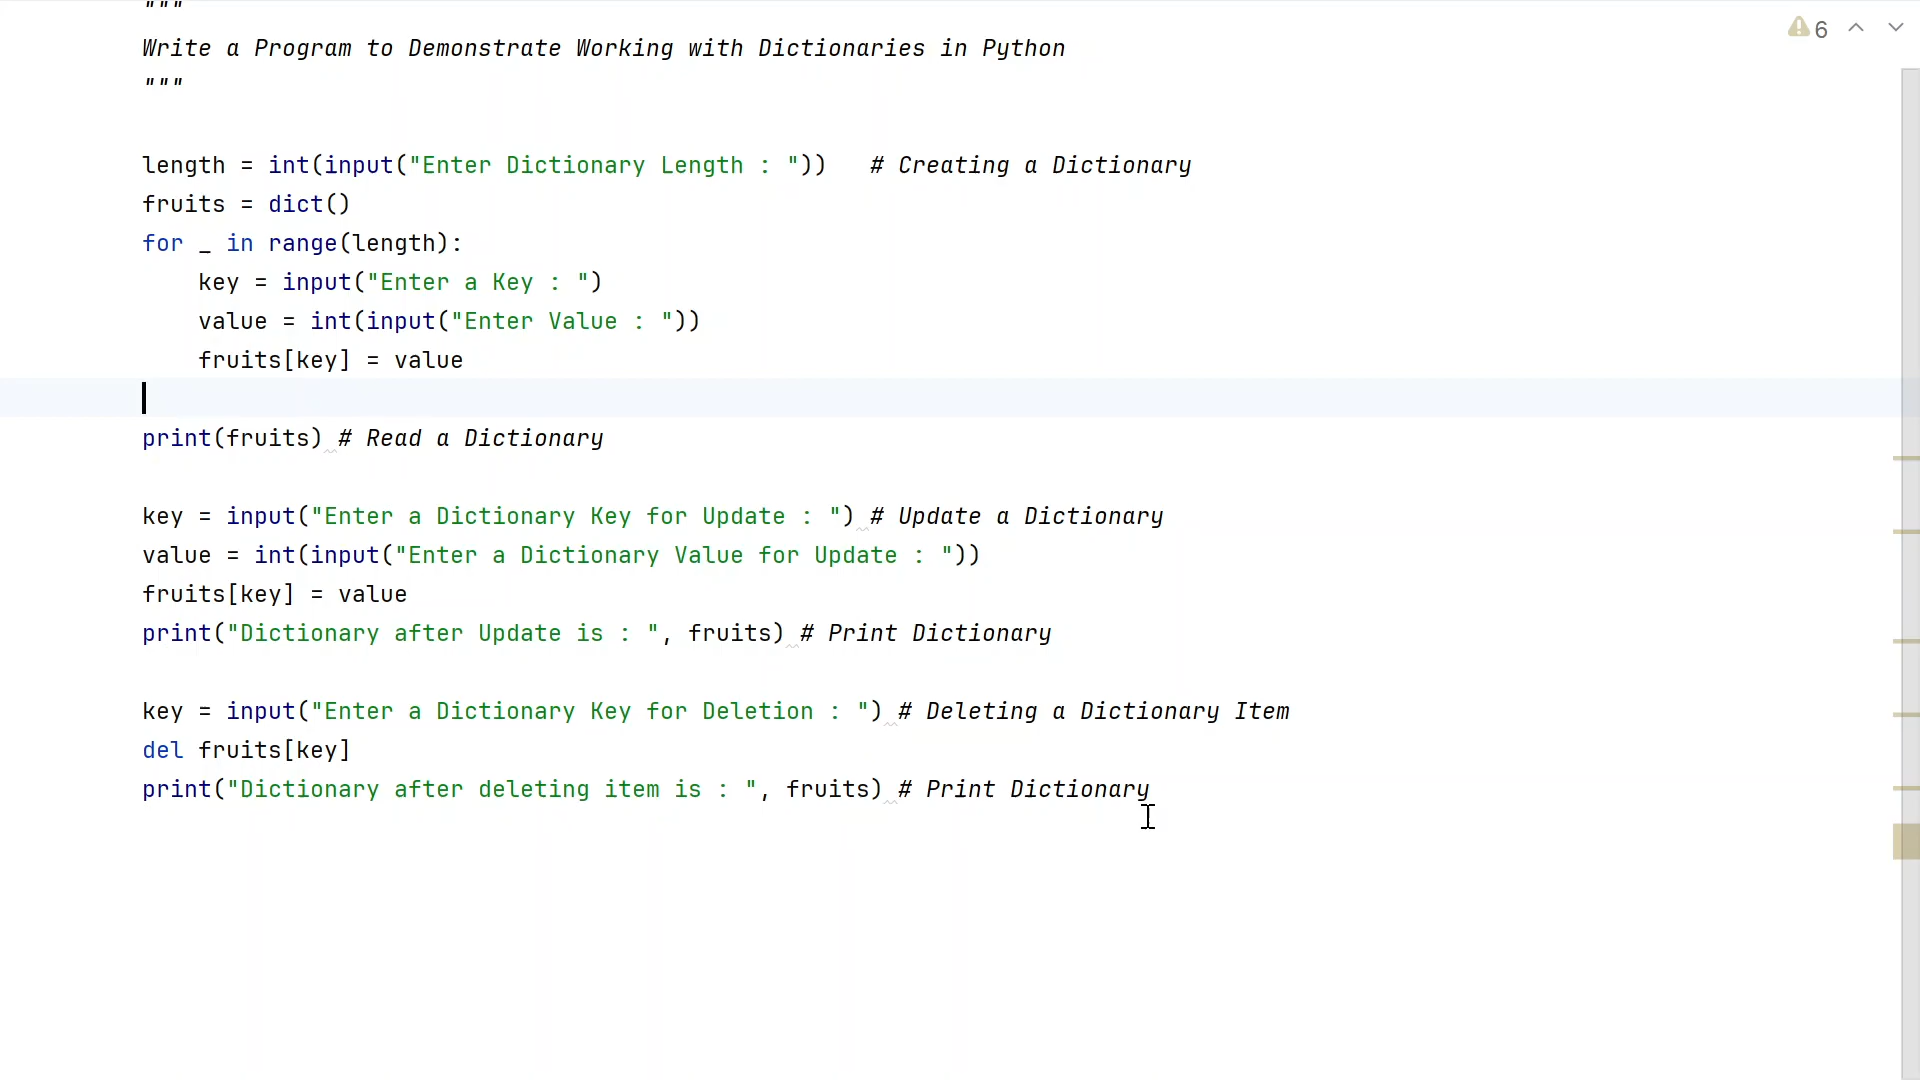 """
Write a Program to Demonstrate Working with Dictionaries in Python
"""
6
length = int(input("Enter Dictionary Length : "))   # Creating a Dictionary
fruits = dict()
for _ in range(length):
    key = input("Enter a Key : ")
    value = int(input("Enter Value : "))
    fruits[key] = value
print(fruits) # Read a Dictionary
key = input("Enter a Dictionary Key for Update : ") # Update a Dictionary
value = int(input("Enter a Dictionary Value for Update : "))
fruits[key] = value
print("Dictionary after Update is : ", fruits) # Print Dictionary
key = input("Enter a Dictionary Key for Deletion : ") # Deleting a Dictionary Item
del fruits[key]
print("Dictionary after deleting item is : ", fruits) # Print Dictionary